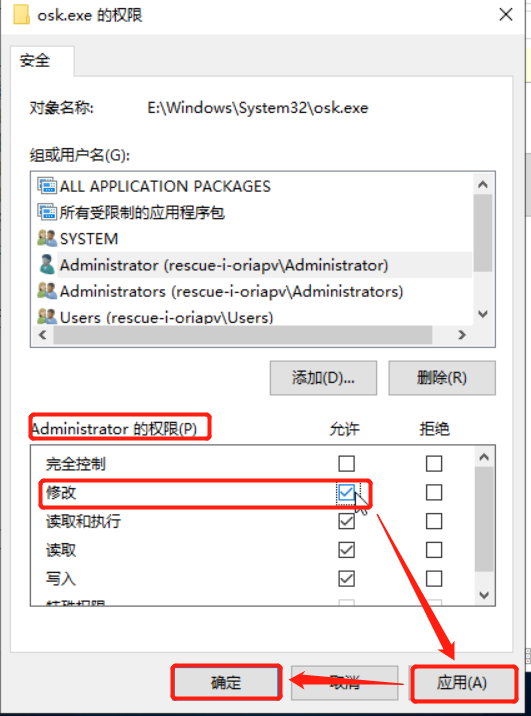 osk.exe 的权限
安全
对象名称: E:\Windows\System32\osk.exe
组或用户名(G):
ALL APPLICATION PACKAGES
所有受限制的应用程序包
SYSTEM
Administrator (rescue-i-oriapv\Administrator)
Administrators (rescue-i-oriapv\Administrators)
Users (rescue-i-oriapv\Users)
添加(D)... 删除(R)
Administrator 的权限(P) 允许 拒绝
完全控制
修改
读取和执行
读取
写入
特殊权限
确定 取消 应用(A)